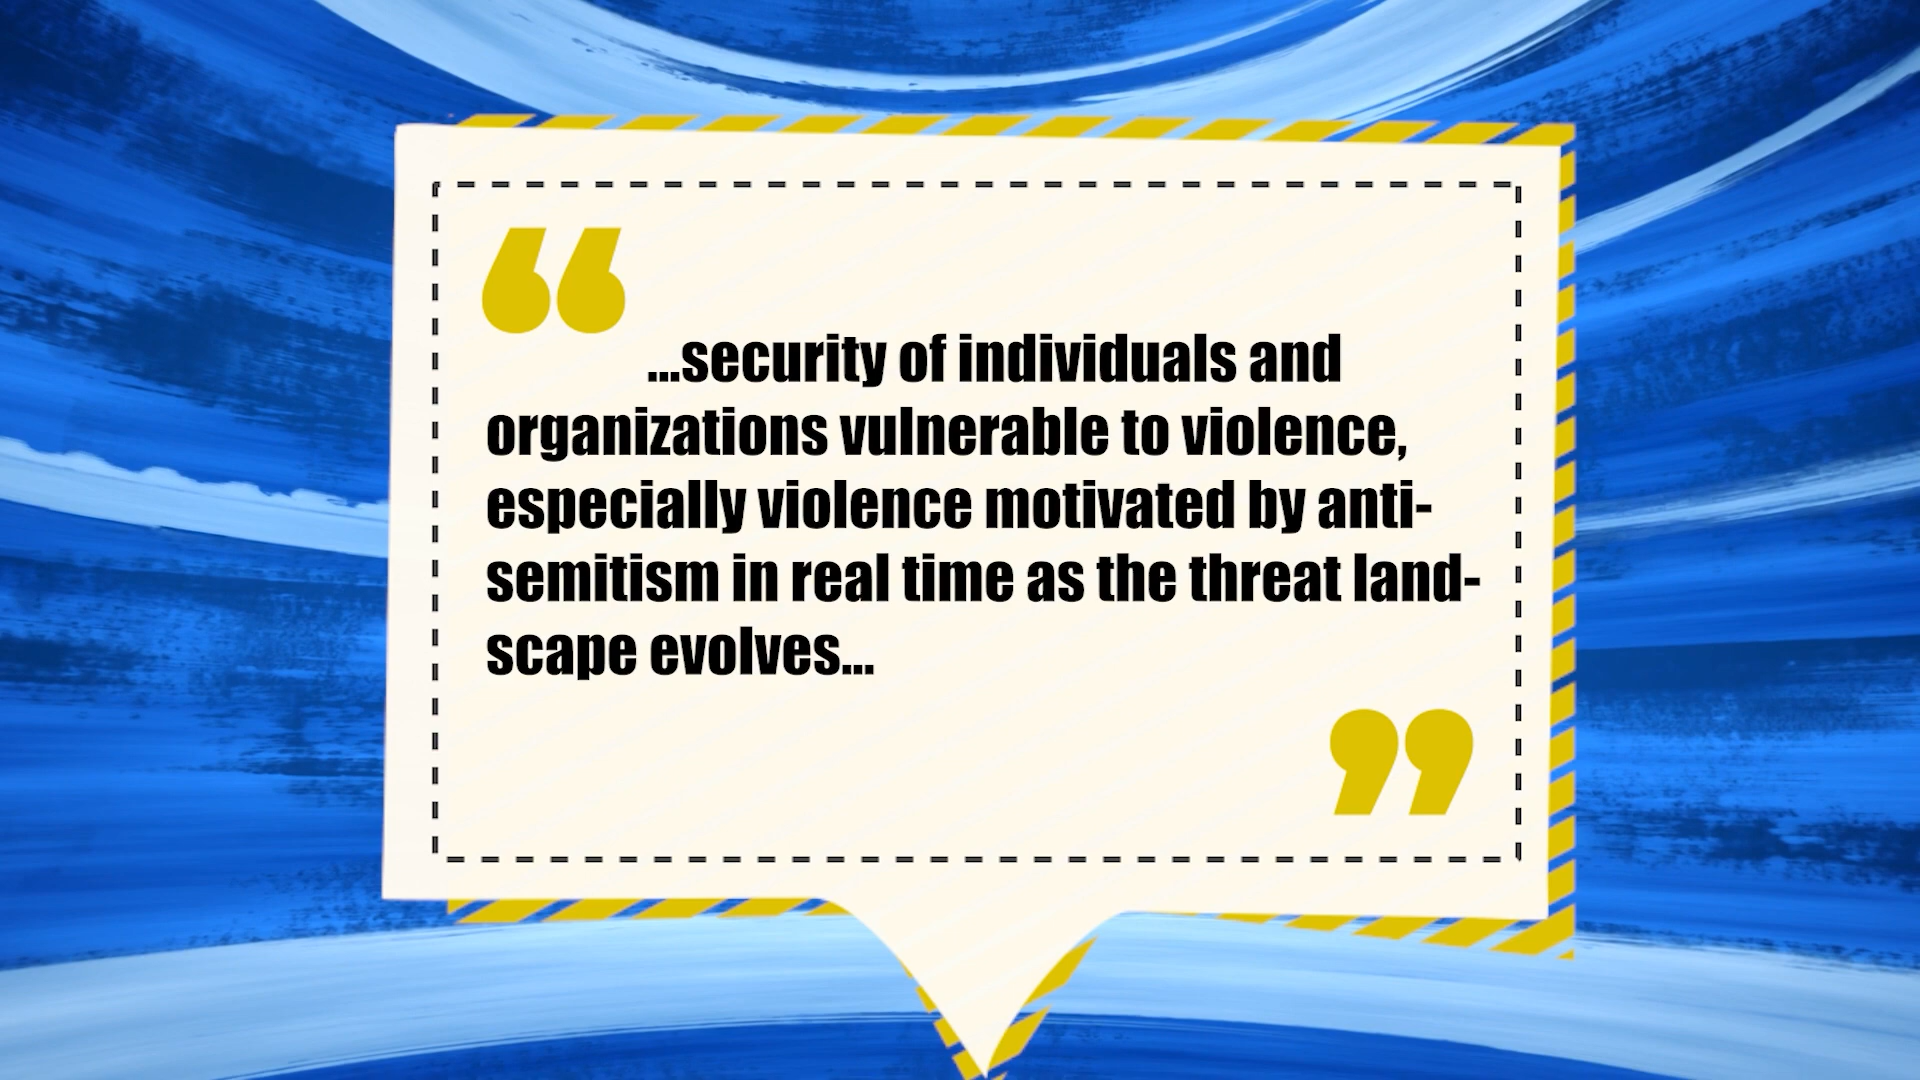 “
...security of individuals and
organizations vulnerable to violence,
especially violence motivated by anti-
semitism in real time as the threat land-
scape evolves...
”